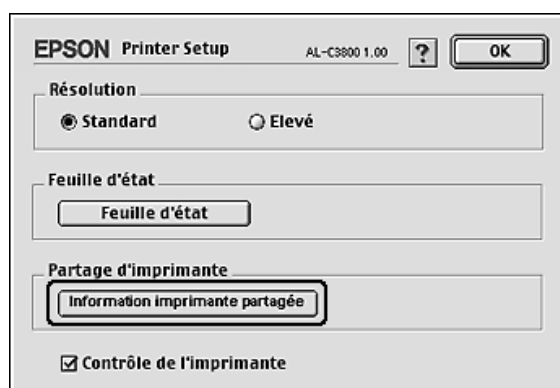 EPSON Printer Setup AL-C3800 1.00 ? OK
Résolution
Standard Elevé
Feuille d'état
Feuille d'état
Partage d'imprimante
Information imprimante partagée
Contrôle de l'imprimante